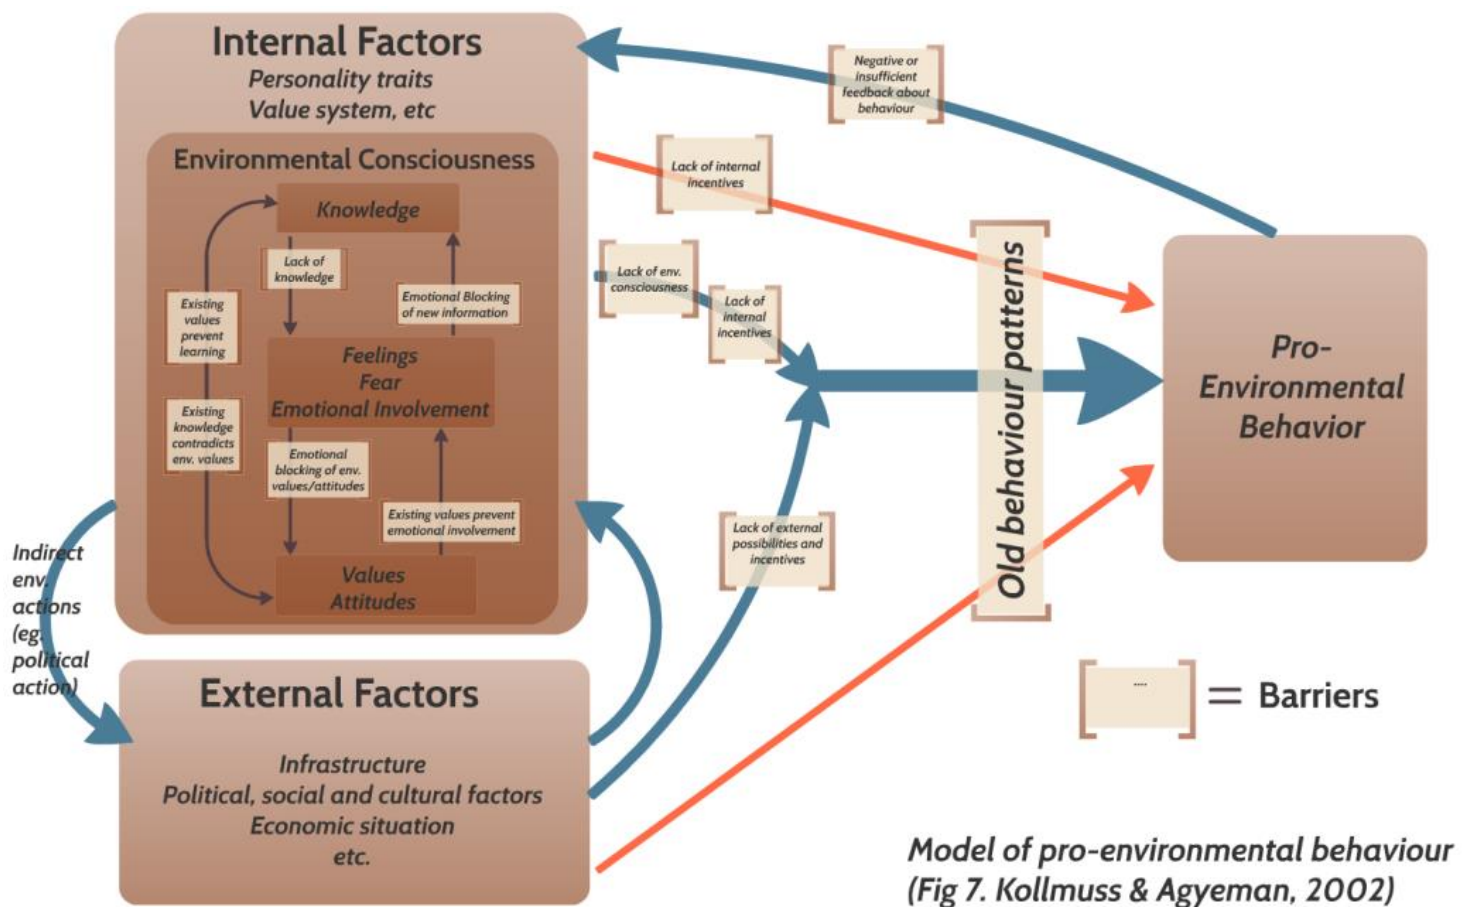 Internal Factors
Personality traits
Value system, etc
Environmental Consciousness
Knowledge
Lack of
knowledge
Emotional Blocking
of new information
Existing
values
prevent
learning
Feelings
Fear
Emotional Involvement
Existing
knowledge
contradicts
env. values
Emotional
blocking of env.
values/attitudes
Existing values prevent
emotional involvement
Values
Attitudes
Indirect
env.
actions
(eg.
political
action)
External Factors
Infrastructure
Political, social and cultural factors
Economic situation
etc.
Negative or
insufficient
feedback about
behaviour
Lack of internal
incentives
Lack of env.
consciousness
Lack of
internal
incentives
Lack of external
possibilities and
incentives
Old behaviour patterns
Pro-
Environmental
Behavior
....
= Barriers
Model of pro-environmental behaviour
(Fig 7. Kollmuss & Agyeman, 2002)